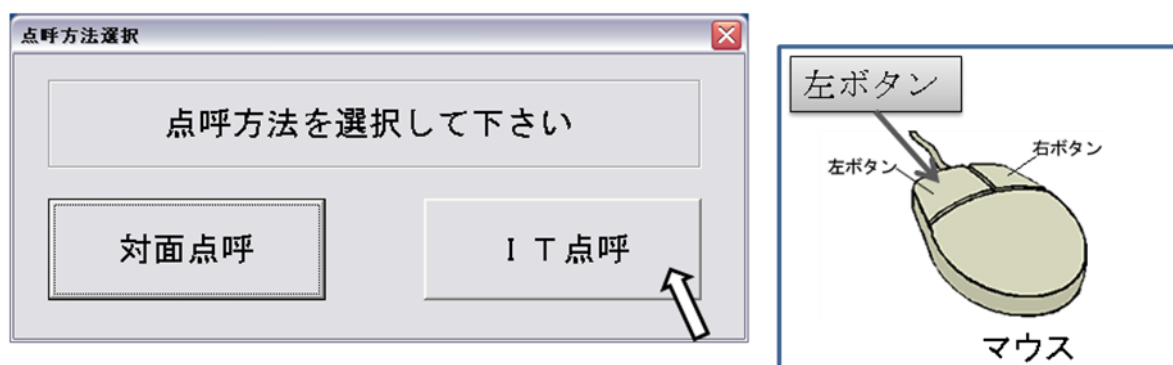 点呼方法選択
点呼方法を選択して下さい
対面点呼
ＩＴ点呼
左ボタン
左ボタン
右ボタン
マウス